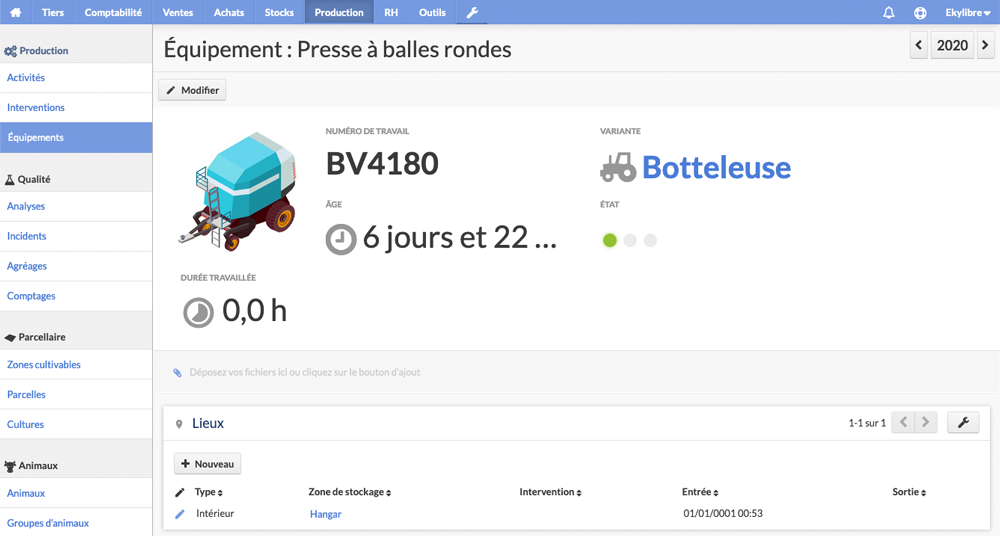 Tiers Comptabilité Ventes Achats Stocks Production RH Outils Ekylibre
Production
Activités
Interventions
Équipements
Qualité
Analyses
Incidents
Agréages
Comptages
Parcellaire
Zones cultivables
Parcelles
Cultures
Animaux
Animaux
Groupes d'animaux
Équipement : Presse à balles rondes
2020
Modifier
NUMÉRO DE TRAVAIL
BV4180
VARIANTE
Botteleuse
ÂGE
6 jours et 22 ...
ÉTAT
DURÉE TRAVAILLÉE
0,0 h
Déposez vos fichiers ici ou cliquez sur le bouton d'ajout
Lieux
1-1 sur 1
Nouveau
Type Zone de stockage Intervention Entrée Sortie
Intérieur Hangar 01/01/0001 00:53